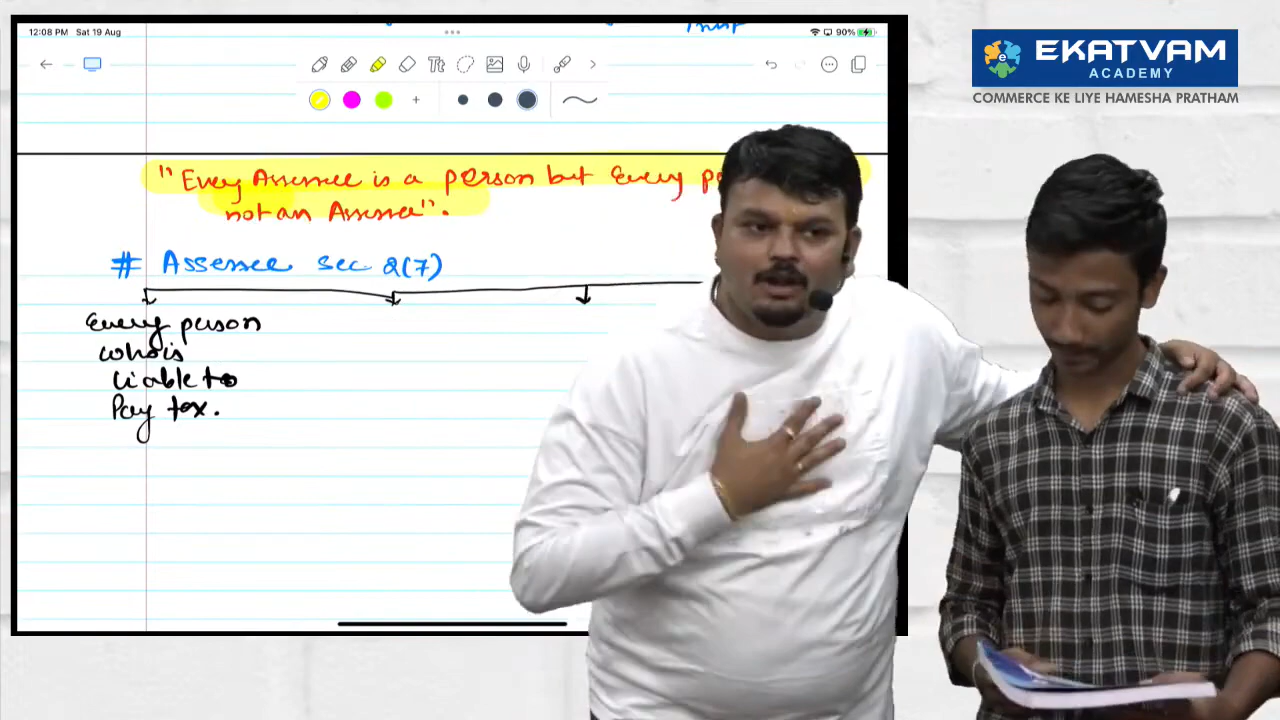 12:08 PM Sat 19 Aug
90%
EKATVAM
ACADEMY
COMMERCE KE LIYE HAMESHA PRATHAM
"Every Assessee is a person but Every
not an Assessee".
# Assessee sec 2(7)
Every person
who is
liable to
Pay tax.